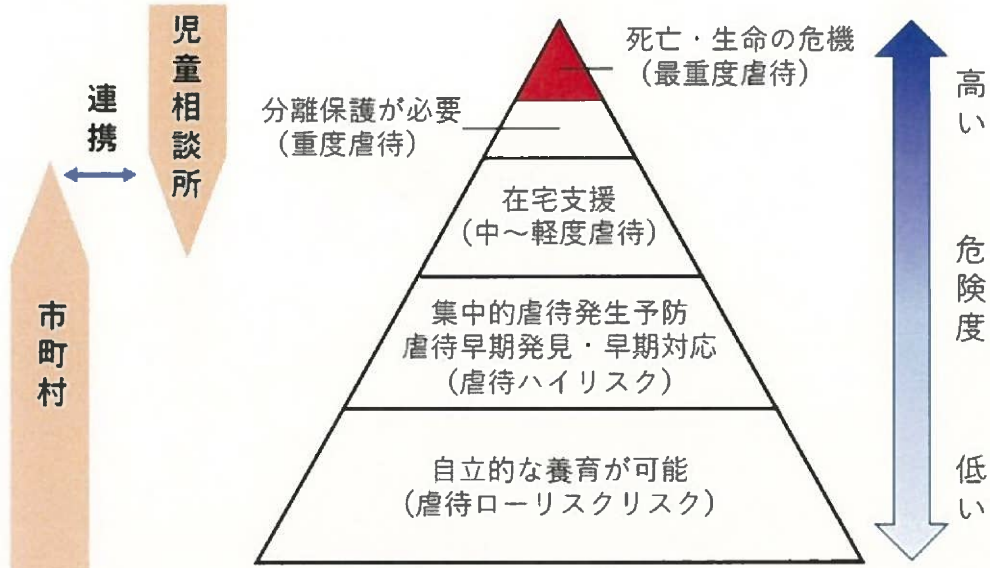 児童相談所
連携
市町村
死亡・生命の危機
（最重度虐待）
分離保護が必要
（重度虐待）
在宅支援
（中～軽度虐待）
集中的虐待発生予防
虐待早期発見・早期対応
（虐待ハイリスク）
自立的な養育が可能
（虐待ローリスクリスク）
高い
危険度
低い